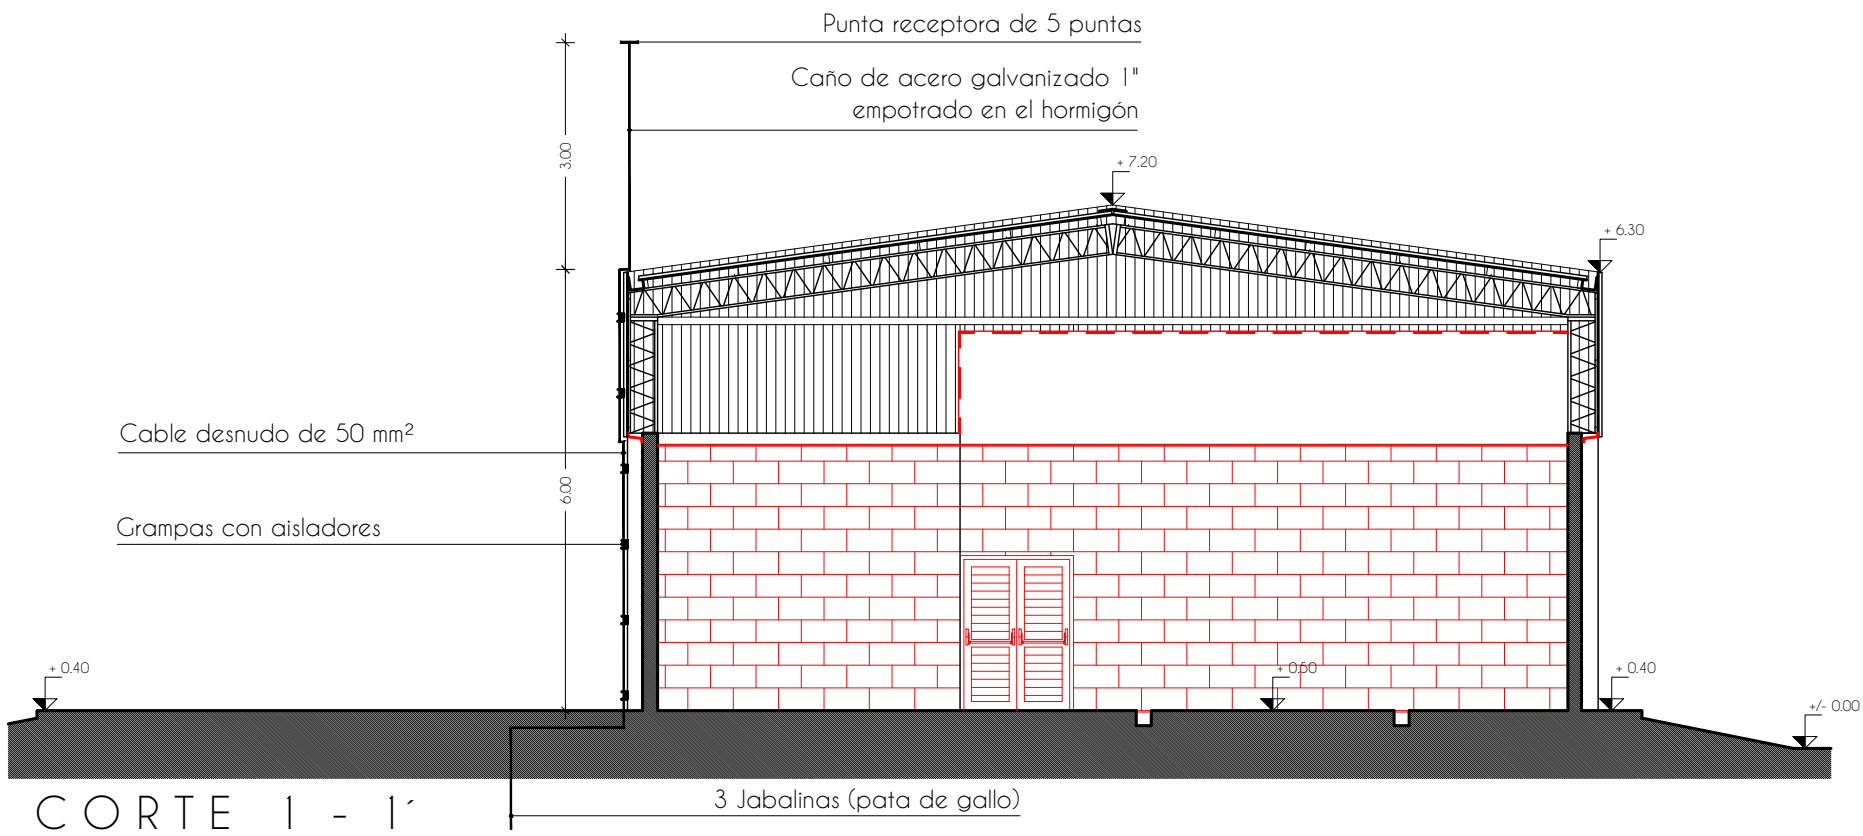 Punta receptora de 5 puntas
Caño de acero galvanizado 1"
empotrado en el hormigón
3.00
+ 7.20
+ 6.30
Cable desnudo de 50 mm²
6.00
Grampas con aisladores
+ 0.40
+ 0.50
+ 0.40
+/- 0.00
3 Jabalinas (pata de gallo)
CORTE 1 - 1´